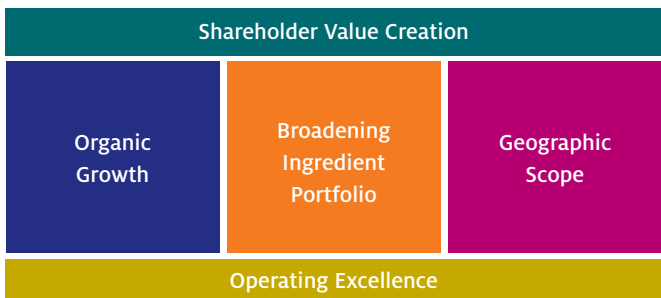 Shareholder Value Creation
Organic
Growth
Broadening
Ingredient
Portfolio
Geographic
Scope
Operating Excellence